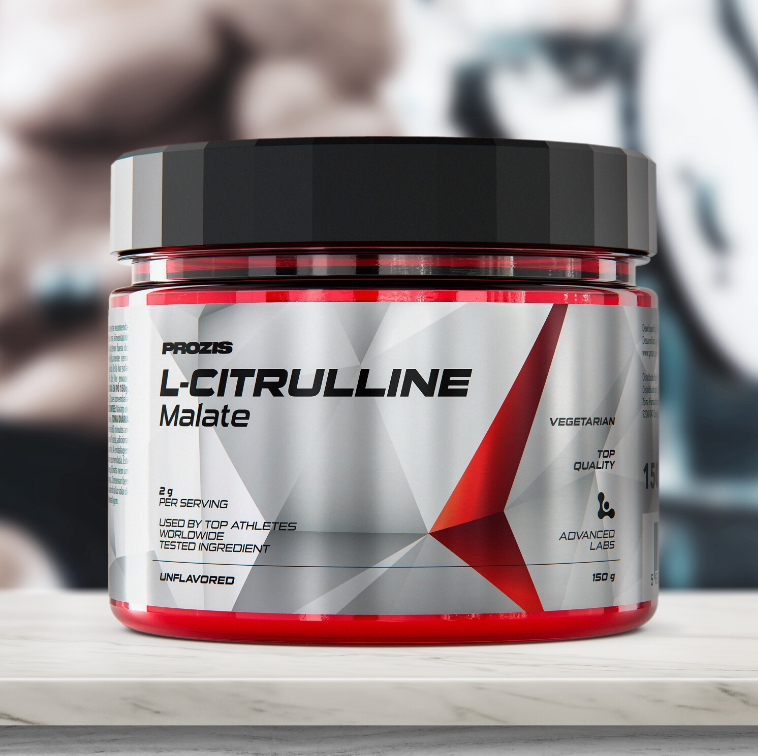 PROZIS
L-CITRULLINE
Malate
VEGETARIAN
TOP
QUALITY
2 g
PER SERVING
USED BY TOP ATHLETES
WORLDWIDE
TESTED INGREDIENT
ADVANCED
LABS
UNFLAVORED
150 g